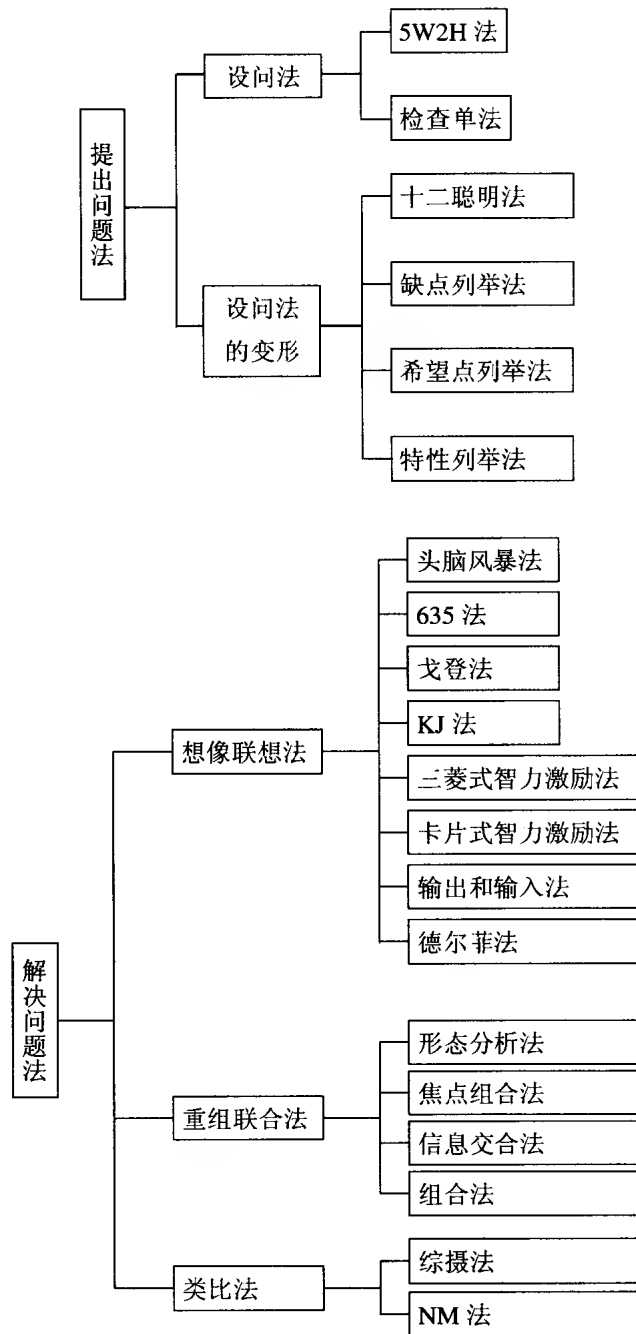 提出问题法
设问法
5W2H 法
检查单法
设问法
的变形
十二聪明法
缺点列举法
希望点列举法
特性列举法
解决问题法
想像联想法
头脑风暴法
635 法
戈登法
KJ 法
三菱式智力激励法
卡片式智力激励法
输出和输入法
德尔菲法
重组联合法
形态分析法
焦点组合法
信息交合法
组合法
类比法
综摄法
NM 法